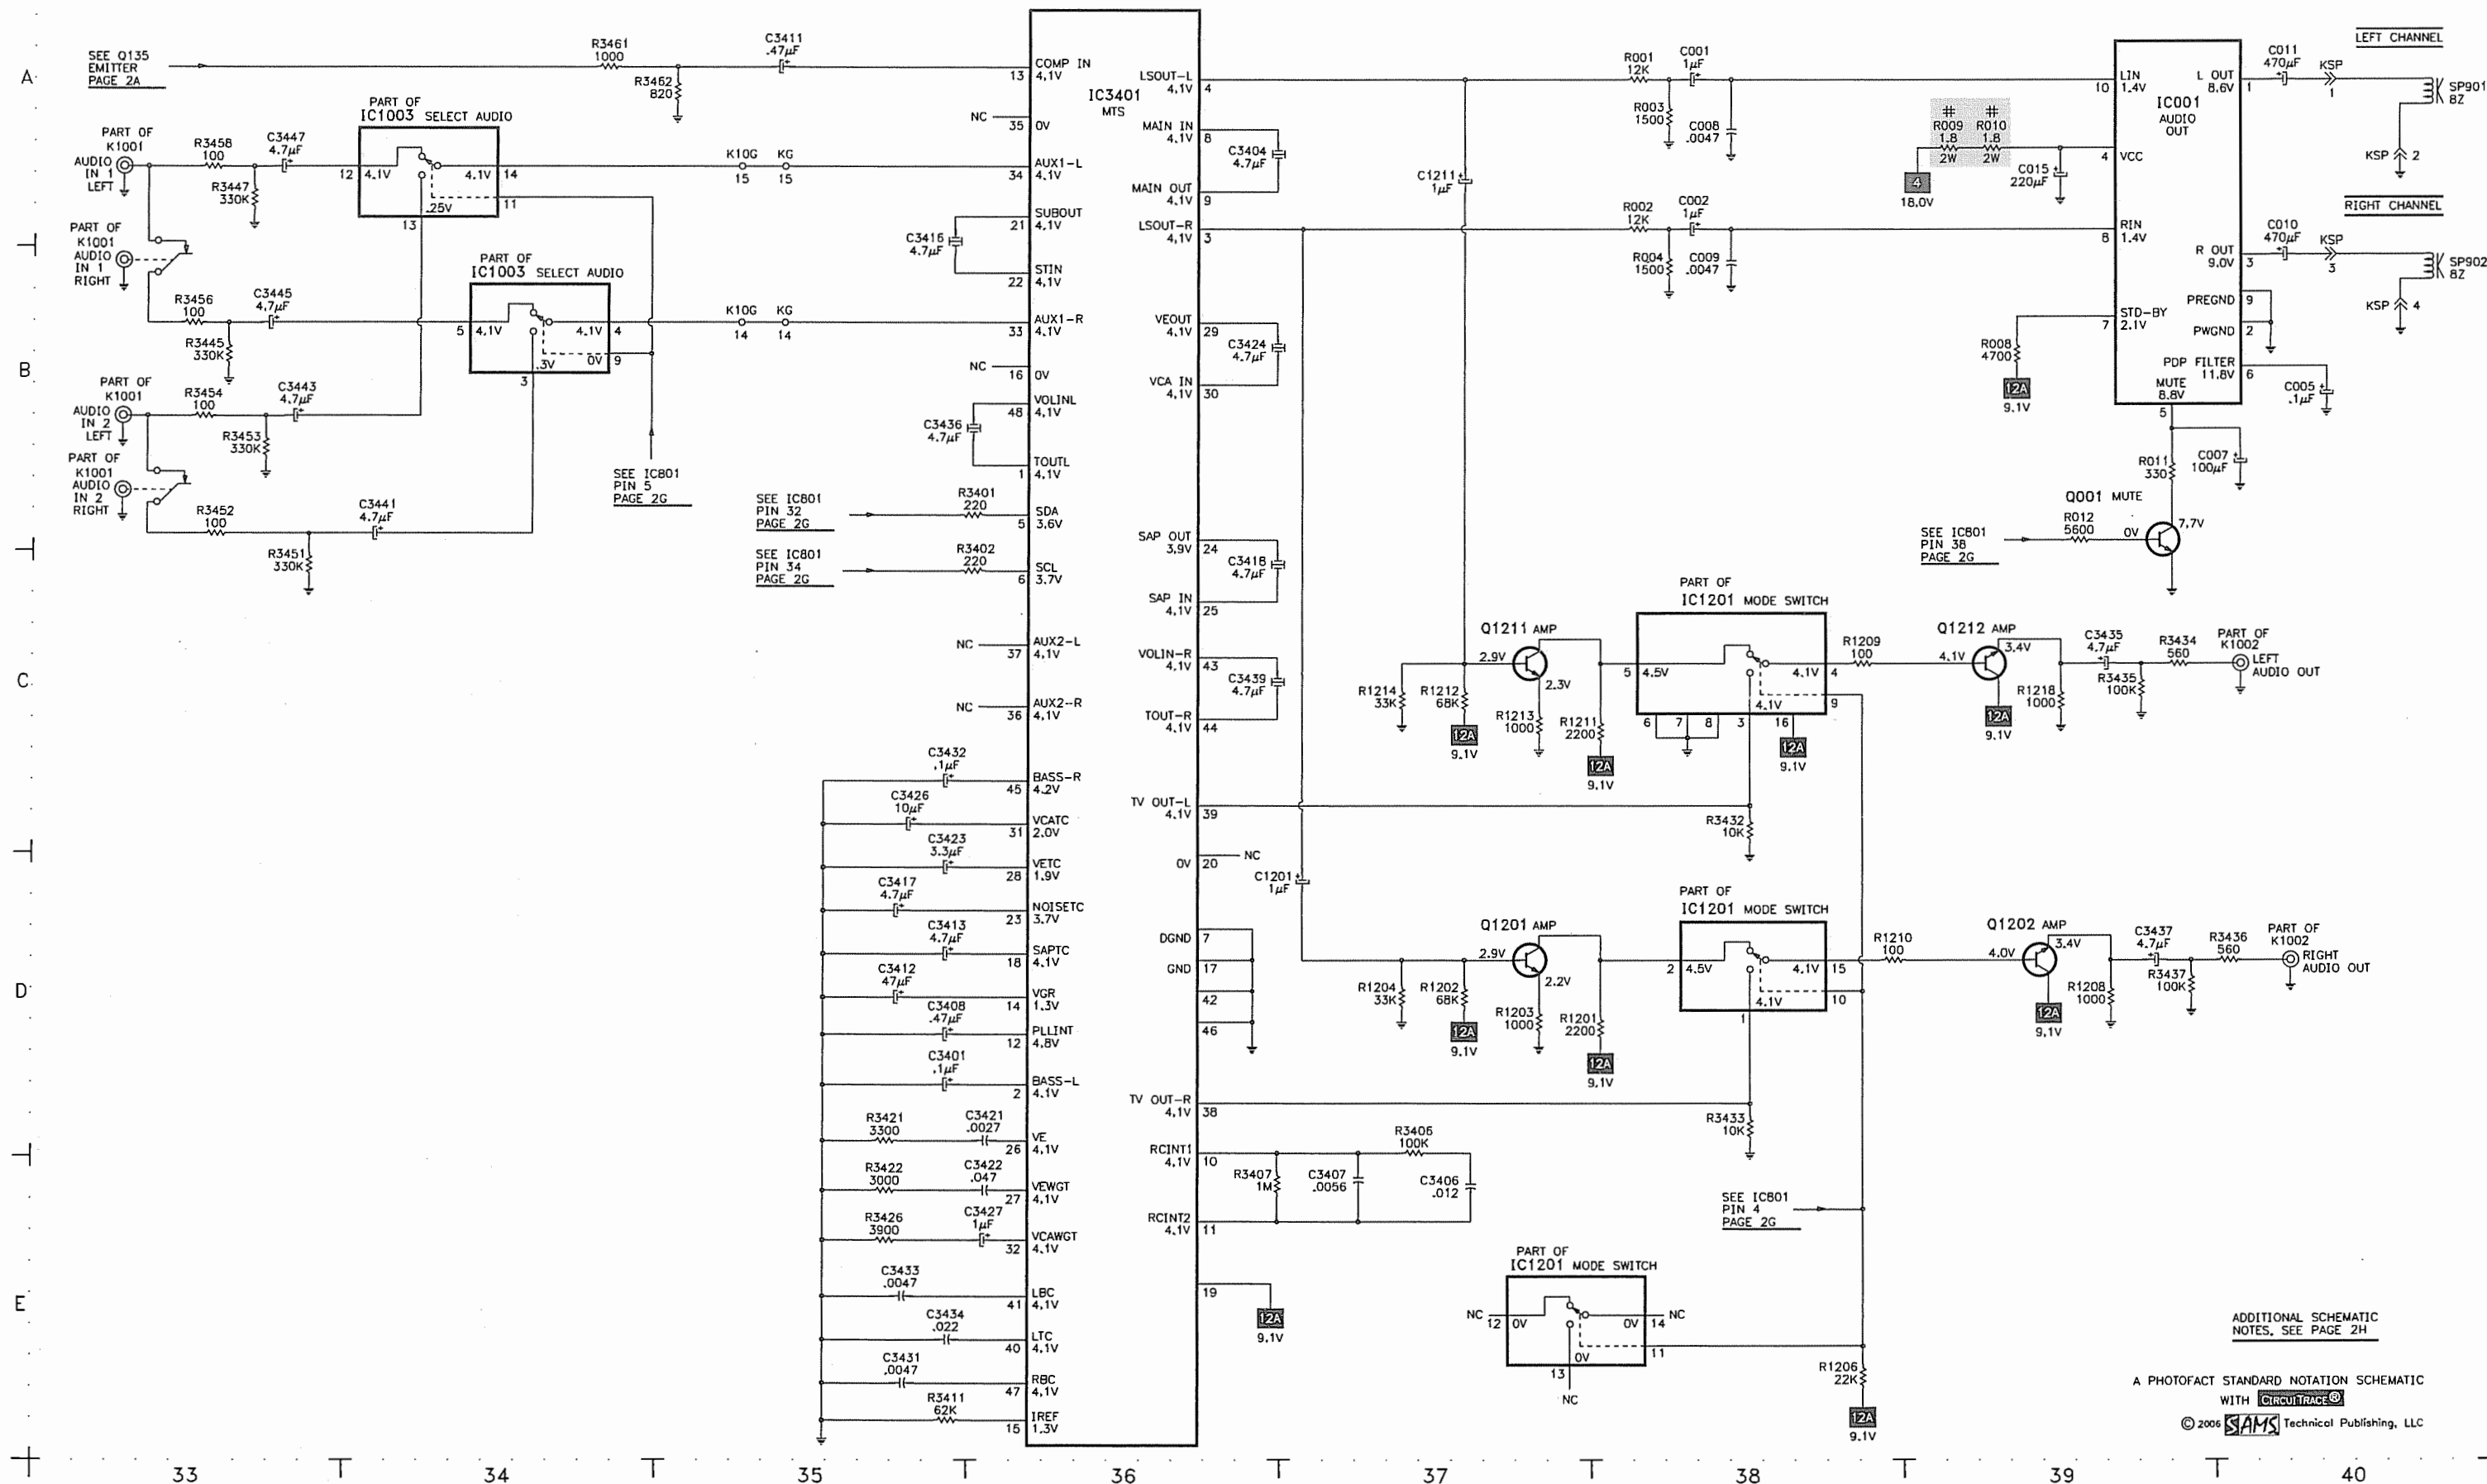 SEE Q135
EMITTER
PAGE 2A
R3461
1000
R3462
820
C3411
.47µF
PART OF
IC1003 SELECT AUDIO
PART OF
K1001
AUDIO
IN 1
LEFT
R3458
100
C3447
4.7µF
R3447
330K
12
4.1V
4.1V
14
11
.25V
13
K10G
15
KG
15
PART OF
K1001
AUDIO
IN 1
RIGHT
PART OF
IC1003 SELECT AUDIO
R3456
100
C3445
4.7µF
R3445
330K
5
4.1V
4.1V
4
0V
9
.3V
3
K10G
14
KG
14
PART OF
K1001
AUDIO
IN 2
LEFT
R3454
100
C3443
4.7µF
R3453
330K
PART OF
K1001
AUDIO
IN 2
RIGHT
R3452
100
C3441
4.7µF
R3451
330K
SEE IC801
PIN 5
PAGE 2G
SEE IC801
PIN 32
PAGE 2G
R3401
220
SEE IC801
PIN 34
PAGE 2G
R3402
220
IC3401
MTS
COMP IN
13 4.1V
NC
35 0V
AUX1-L
34 4.1V
SUBOUT
21 4.1V
C3416
4.7µF
STIN
22 4.1V
AUX1-R
33 4.1V
NC
16 0V
VOLINL
48 4.1V
C3436
4.7µF
TOUTL
1 4.1V
SDA
5 3.6V
SCL
6 3.7V
NC
AUX2-L
37 4.1V
NC
AUX2-R
36 4.1V
C3432
.1µF
BASS-R
45 4.2V
C3426
10µF
VCATC
31 2.0V
C3423
3.3µF
VETC
28 1.9V
C3417
4.7µF
NOISETC
23 3.7V
C3413
4.7µF
SAPTC
18 4.1V
C3412
47µF
VGR
14 1.3V
C3408
.47µF
PLLINT
12 4.8V
C3401
.1µF
BASS-L
2 4.1V
R3421
3300
C3421
.0027
VE
26 4.1V
R3422
3000
C3422
.047
VEWGT
27 4.1V
R3426
3900
C3427
1µF
VCAWGT
32 4.1V
C3433
.0047
LBC
41 4.1V
C3434
.022
LTC
40 4.1V
C3431
.0047
RBC
47 4.1V
R3411
62K
IREF
15 1.3V
LSOUT-L
4.1V 4
MAIN IN
4.1V 8
C3404
4.7µF
MAIN OUT
4.1V 9
LSOUT-R
4.1V 3
VEOUT
4.1V 29
C3424
4.7µF
VCA IN
4.1V 30
SAP OUT
3.9V 24
C3418
4.7µF
SAP IN
4.1V 25
VOLIN-R
4.1V 43
C3439
4.7µF
TOUT-R
4.1V 44
TV OUT-L
4.1V 39
0V 20 NC
DGND 7
GND 17
42
46
TV OUT-R
4.1V 38
RCINT1
4.1V 10
RCINT2
4.1V 11
19
12A
9.1V
R3407
1M
C3407
.0056
R3406
100K
C3406
.012
R001
12K
C001
1µF
R003
1500
C008
.0047
C1211
1µF
R002
12K
C002
1µF
R004
1500
C009
.0047
# #
R009 R010
1.8 1.8
2W 2W
4
18.0V
C015
220µF
R008
4700
12A
9.1V
IC001
AUDIO
OUT
LIN
10 1.4V
4 VCC
RIN
8 1.4V
STD-BY
7 2.1V
L OUT
8.6V 1
R OUT
9.0V 3
PREGND 9
PWGND 2
PDP FILTER
11.8V 6
MUTE
8.8V
5
LEFT CHANNEL
C011
470µF
KSP
1
SP901
8Z
KSP 2
RIGHT CHANNEL
C010
470µF
KSP
3
SP902
8Z
KSP 4
C005
.1µF
R011
330
C007
100µF
Q001 MUTE
7.7V
SEE IC801
PIN 38
PAGE 2G
R012
5600
0V
Q1211 AMP
2.9V
2.3V
R1214
33K
R1212
68K
12A
9.1V
R1213
1000
R1211
2200
12A
9.1V
PART OF
IC1201 MODE SWITCH
5 4.5V
4.1V 4
4.1V
9
6 7 8 3 16
12A
9.1V
R1209
100
Q1212 AMP
4.1V
3.4V
12A
9.1V
R1218
1000
C3435
4.7µF
R3435
100K
R3434
560
PART OF
K1002
LEFT
AUDIO OUT
R3432
10K
C1201
1µF
Q1201 AMP
2.9V
2.2V
R1204
33K
R1202
68K
12A
9.1V
R1203
1000
R1201
2200
12A
9.1V
PART OF
IC1201 MODE SWITCH
2 4.5V
4.1V 15
4.1V
10
1
R1210
100
Q1202 AMP
4.0V
3.4V
12A
9.1V
R1208
1000
C3437
4.7µF
R3437
100K
R3436
560
PART OF
K1002
RIGHT
AUDIO OUT
R3433
10K
SEE IC801
PIN 4
PAGE 2G
PART OF
IC1201 MODE SWITCH
NC 12 0V
0V 14 NC
0V
11
13
NC
R1206
22K
12A
9.1V
ADDITIONAL SCHEMATIC
NOTES, SEE PAGE 2H
A PHOTOFACT STANDARD NOTATION SCHEMATIC
WITH CIRCUITRACE®
© 2006 SAMS Technical Publishing, LLC
A
B
C
D
E
33 34 35 36 37 38 39 40